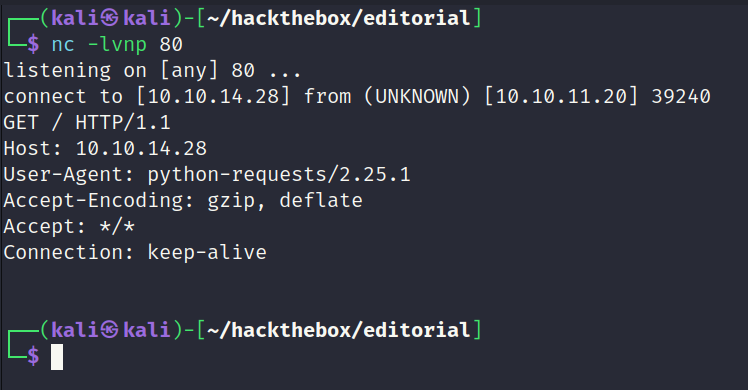 ┌──(kali㉿kali)-[~/hackthebox/editorial]
└─$ nc -lvnp 80
listening on [any] 80 ...
connect to [10.10.14.28] from (UNKNOWN) [10.10.11.20] 39240
GET / HTTP/1.1
Host: 10.10.14.28
User-Agent: python-requests/2.25.1
Accept-Encoding: gzip, deflate
Accept: */*
Connection: keep-alive
┌──(kali㉿kali)-[~/hackthebox/editorial]
└─$